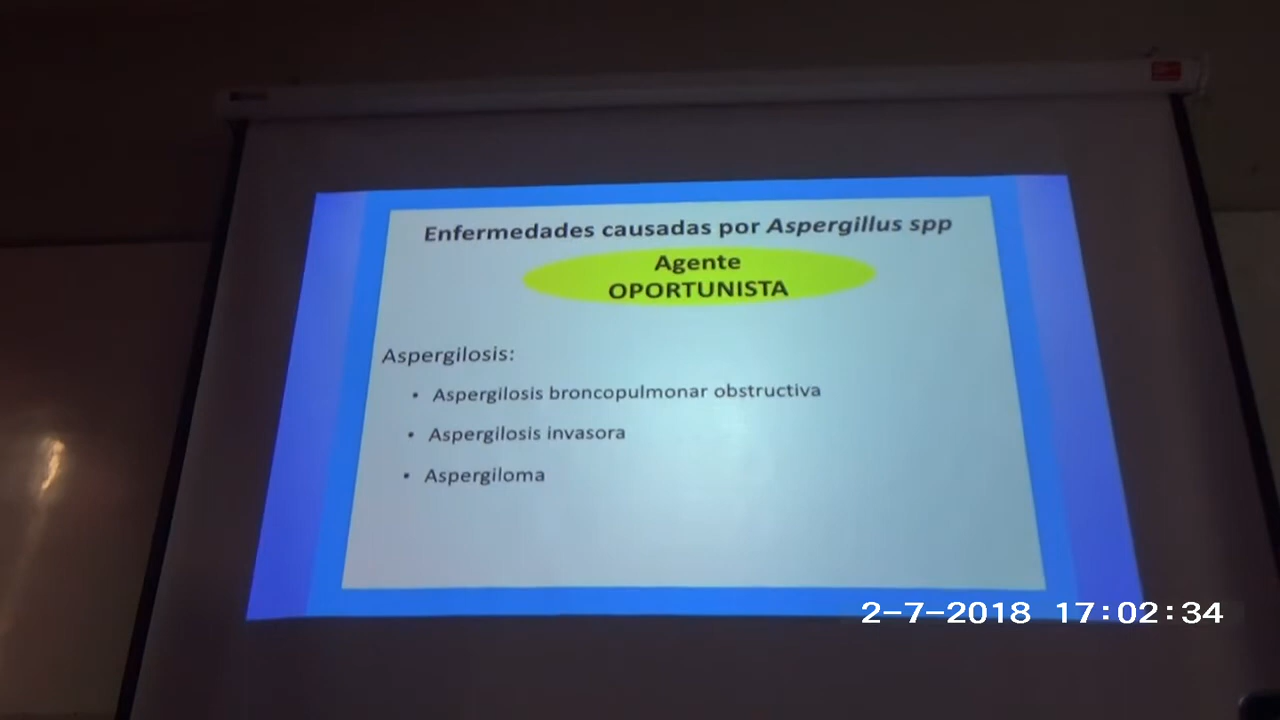 Enfermedades causadas por Aspergillus spp
Agente
OPORTUNISTA
Aspergilosis:
• Aspergilosis broncopulmonar obstructiva
• Aspergilosis invasora
• Aspergiloma
2-7-2018 17:02:34